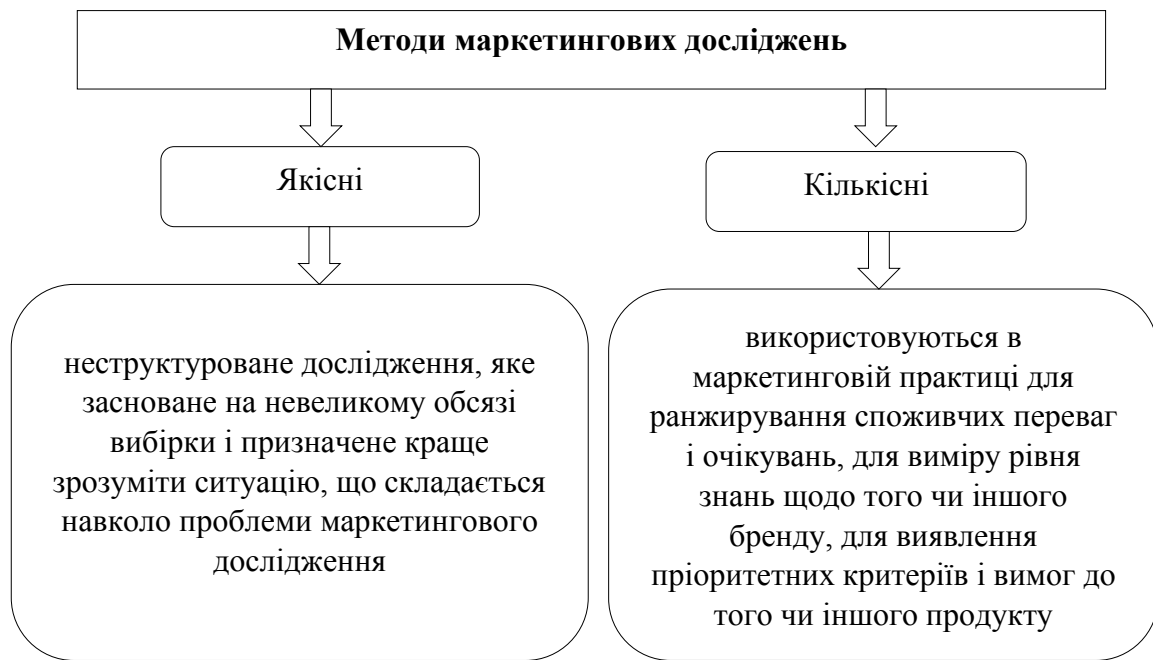 Методи маркетингових досліджень
Якісні
Кількісні
неструктуроване дослідження, яке
засноване на невеликому обсязі
вибірки і призначене краще
зрозуміти ситуацію, що складається
навколо проблеми маркетингового
дослідження
використовуються в
маркетинговій практиці для
ранжирування споживчих переваг
і очікувань, для виміру рівня
знань щодо того чи іншого
бренду, для виявлення
пріоритетних критеріїв і вимог до
того чи іншого продукту